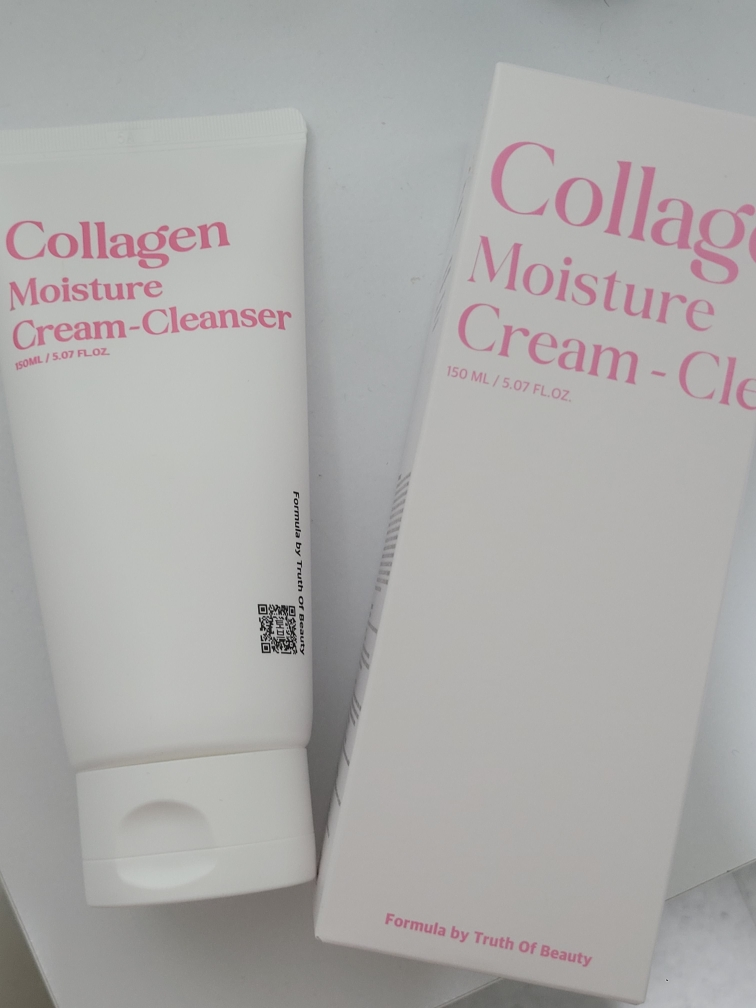 Collagen
Moisture
Cream-Cleanser
150ML / 5.07 FL.OZ.
Formula by Truth Of Beauty
Collage
Moisture
Cream - Cle
150 ML / 5.07 FL.OZ.
Formula by Truth Of Beauty